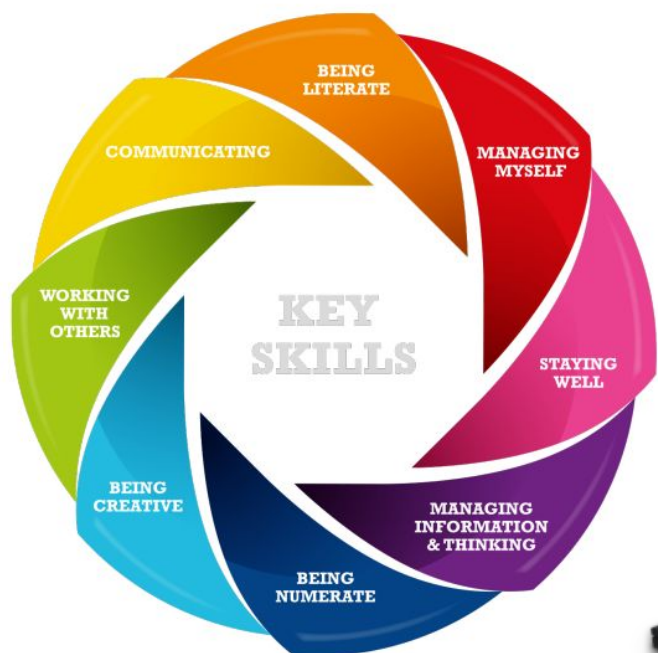 BEING
LITERATE
MANAGING
MYSELF
STAYING
WELL
MANAGING
INFORMATION
& THINKING
BEING
NUMERATE
BEING
CREATIVE
WORKING
WITH
OTHERS
COMMUNICATING
KEY
SKILLS